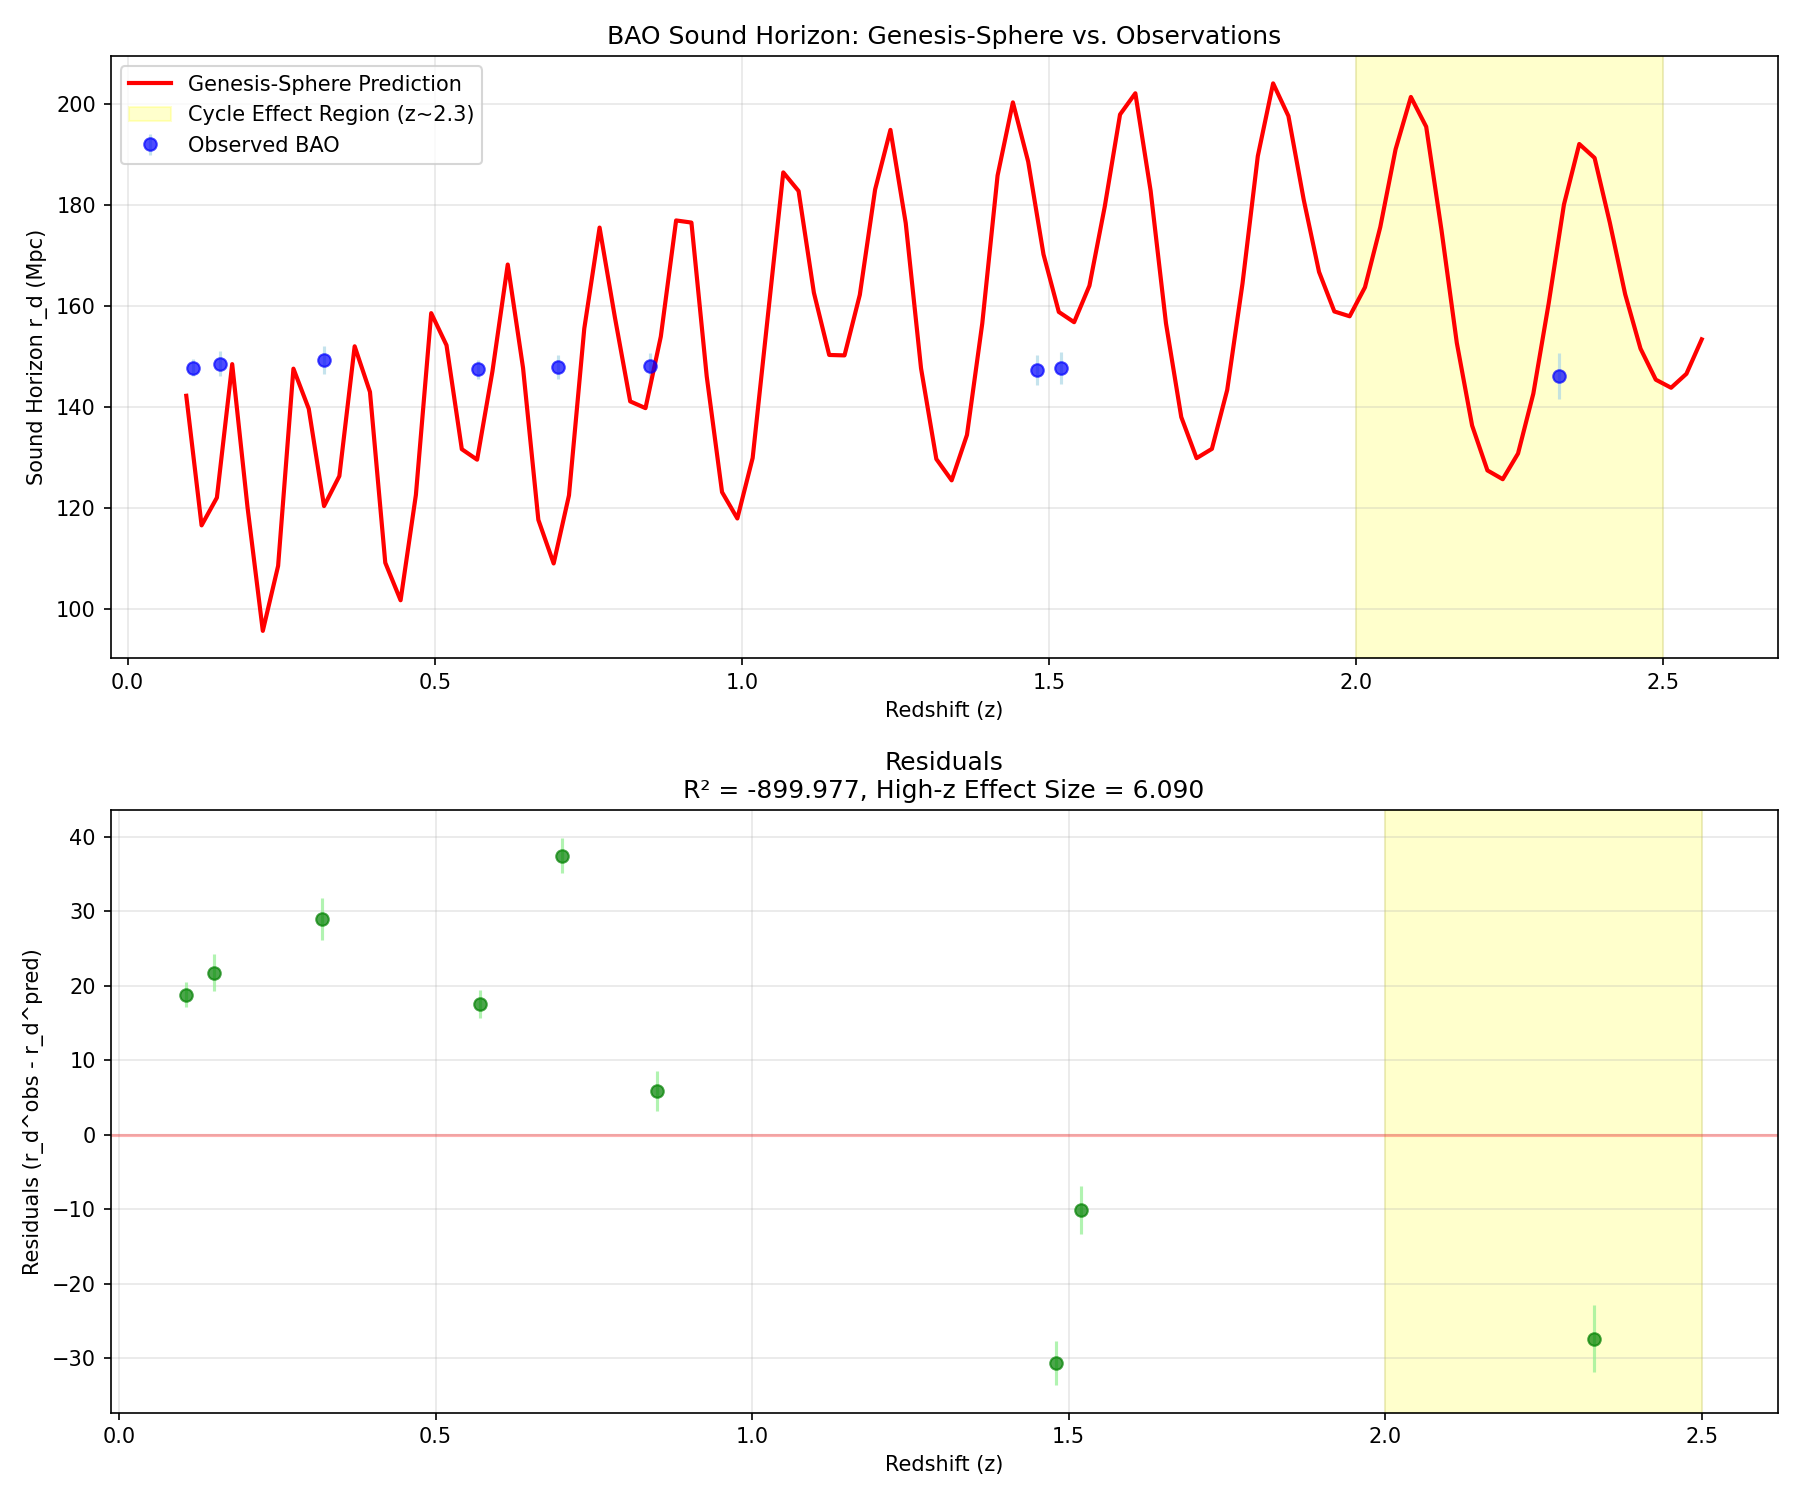 BAO Sound Horizon: Genesis-Sphere vs. Observations
Genesis-Sphere Prediction
Cycle Effect Region (z~2.3)
Observed BAO
Sound Horizon r_d (Mpc)
200
180
160
140
120
100
0.0 0.5 1.0 1.5 2.0 2.5
Redshift (z)
Residuals
R² = -899.977, High-z Effect Size = 6.090
Residuals (r_d^obs - r_d^pred)
40
30
20
10
0
−10
−20
−30
0.0 0.5 1.0 1.5 2.0 2.5
Redshift (z)